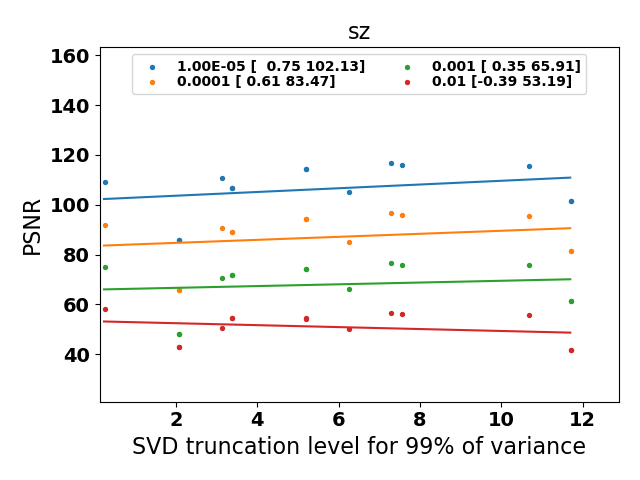 sz
1.00E-05 [  0.75 102.13]
0.0001 [ 0.61 83.47]
0.001 [ 0.35 65.91]
0.01 [-0.39 53.19]
160
140
120
100
80
60
40
PSNR
2 4 6 8 10 12
SVD truncation level for 99% of variance